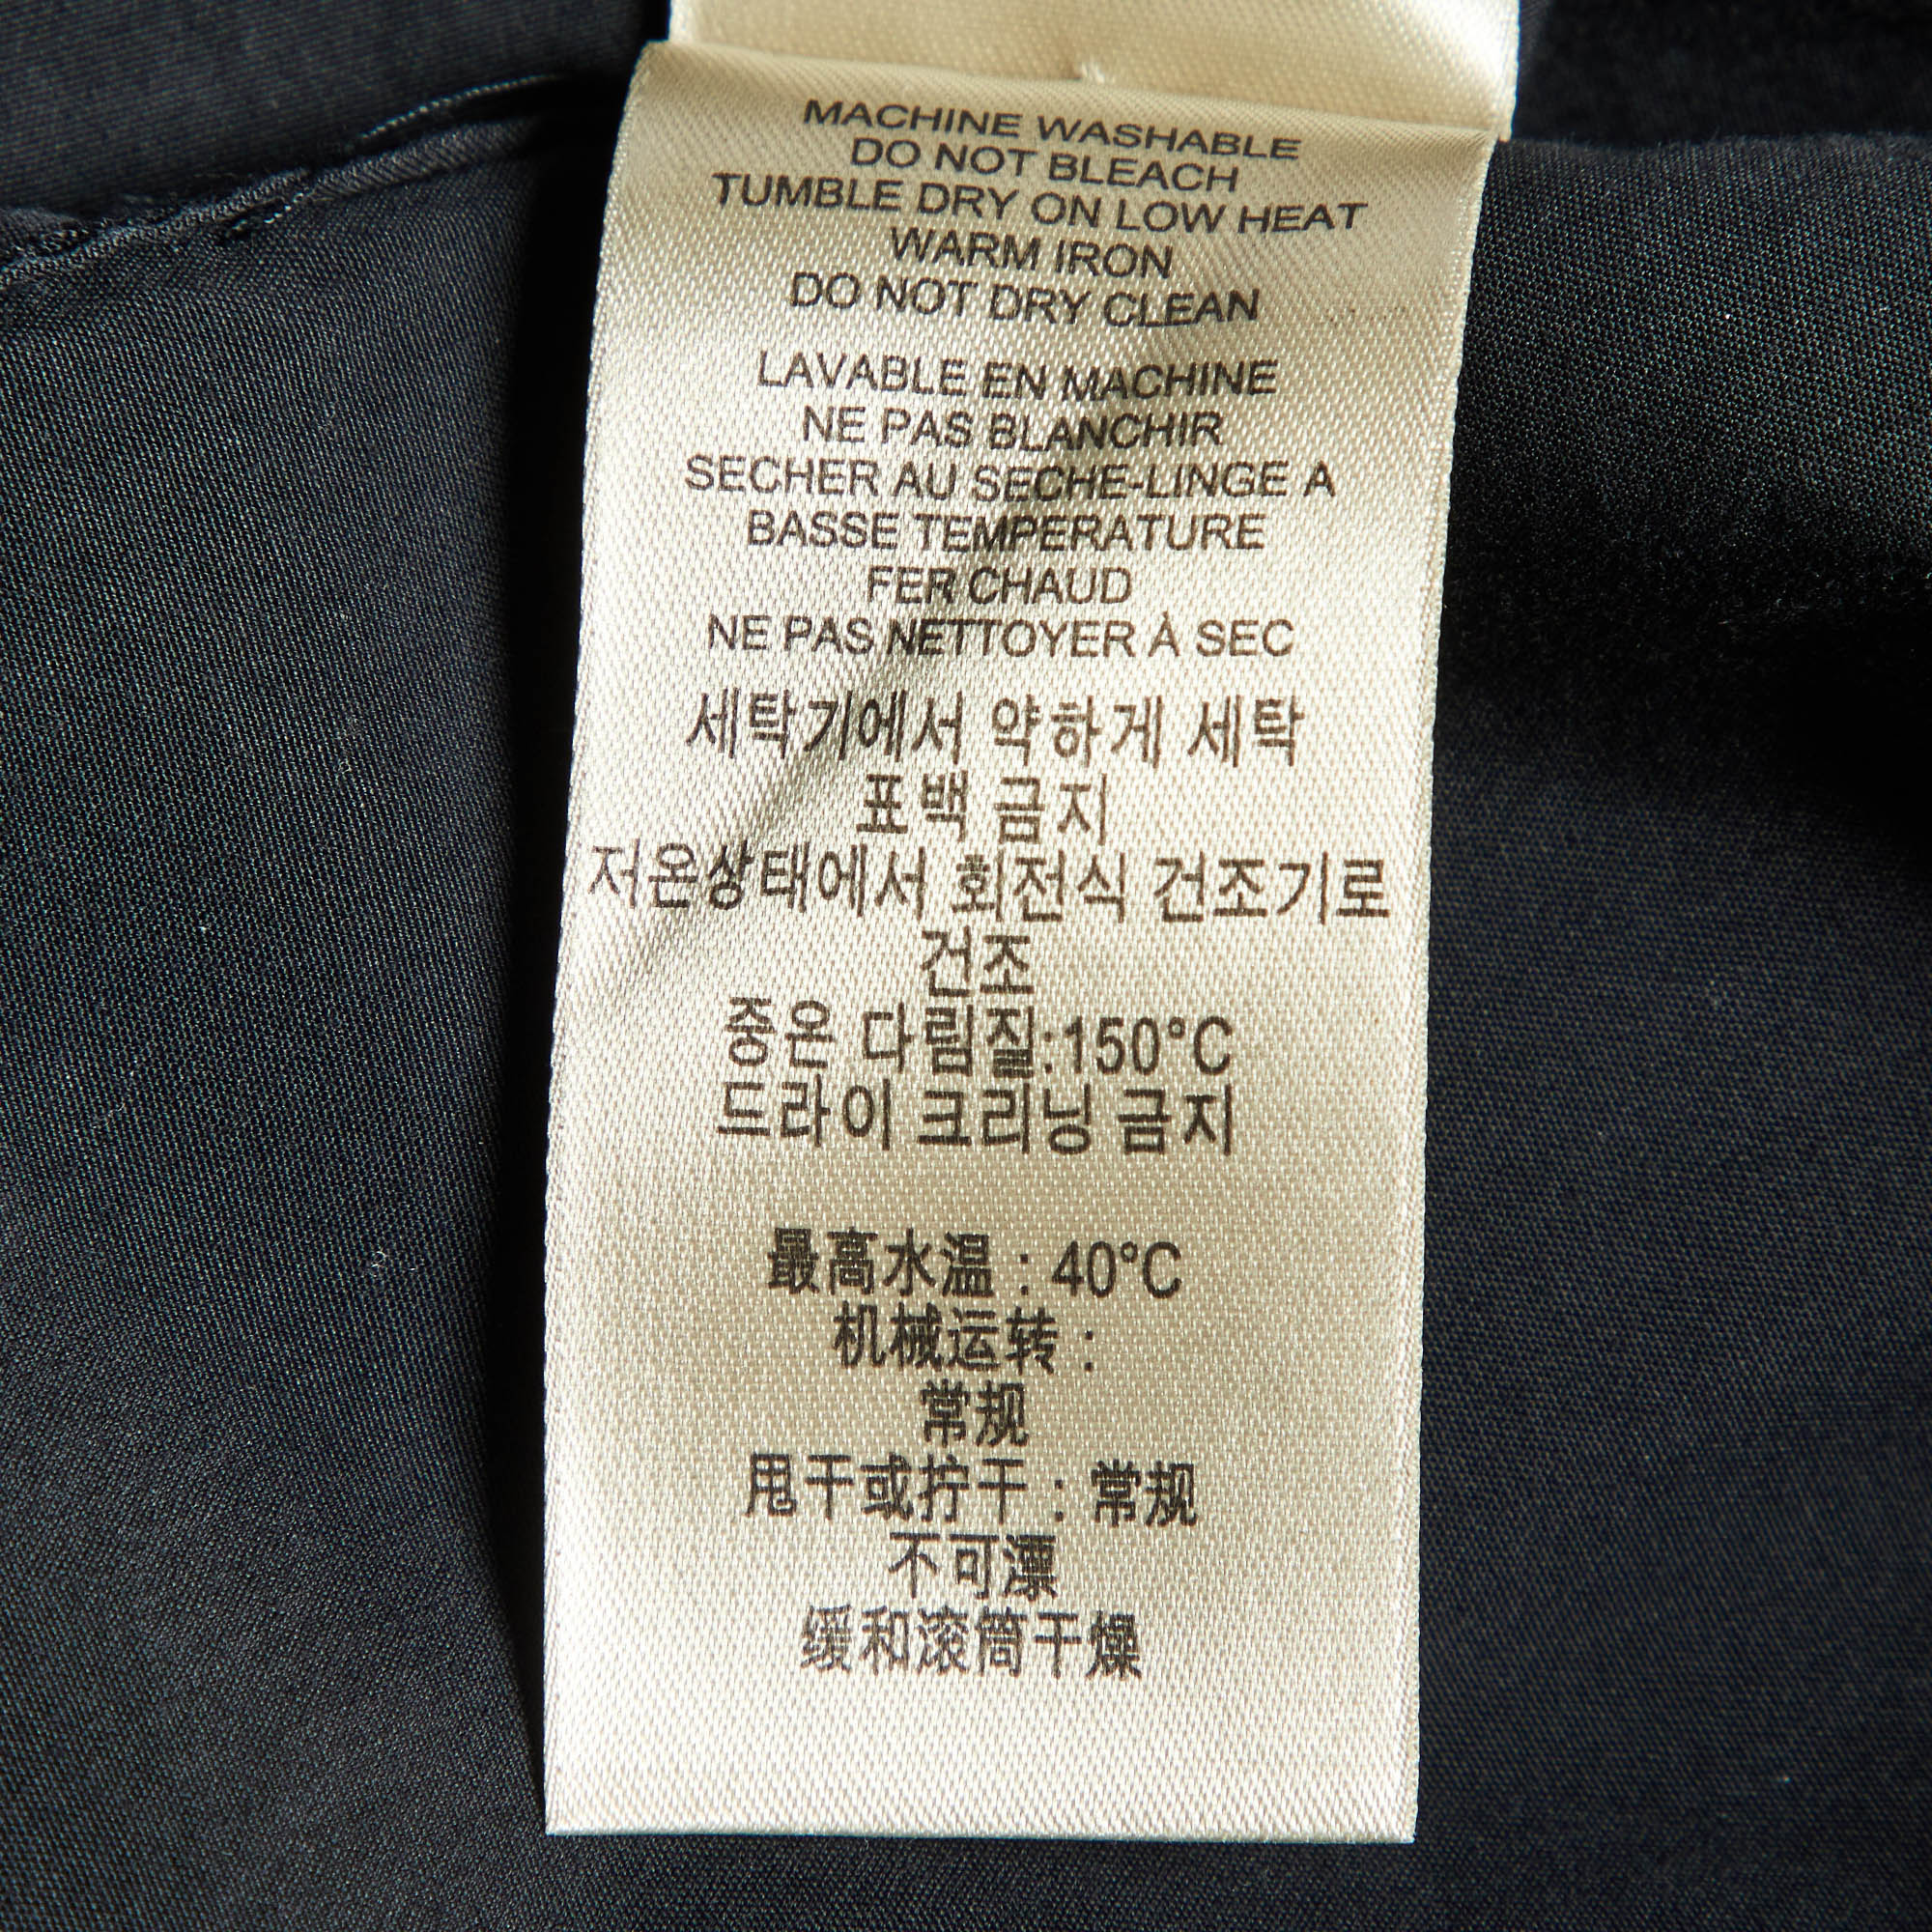 MACHINE WASHABLE
DO NOT BLEACH
TUMBLE DRY ON LOW HEAT
WARM IRON
DO NOT DRY CLEAN
LAVABLE EN MACHINE
NE PAS BLANCHIR
SECHER AU SECHE-LINGE A
BASSE TEMPERATURE
FER CHAUD
NE PAS NETTOYER À SEC
세탁기에서 약하게 세탁
표백 금지
저온상태에서 회전식 건조기로
건조
중온 다림질:150°C
드라이 크리닝 금지
最高水温：40°C
机械运转：
常规
甩干或拧干：常规
不可漂
缓和滚筒干燥